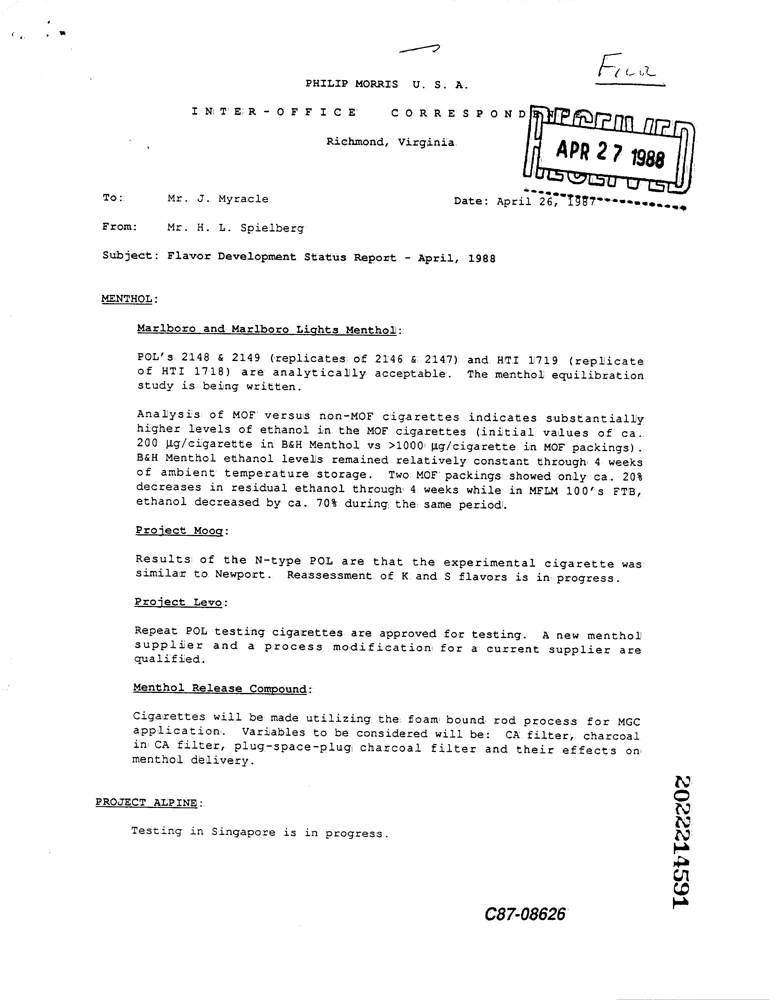 PHILIP MORRIS U. S. A.
INTER-OFFICE CORRESPOND
Richmond, Virginia
APR 27 1988
To: Mr. J. Myracle
Date: April 26, 1987
From: Mr. H. L. Spielberg
Subject: Flavor Development Status Report - April, 1988
MENTHOL:
Marlboro and Marlboro Lights Menthol:
POL's 2148 & 2149 (replicates of 2146 & 2147) and HTI 1719 (replicate
of HTI 1718) are analytically acceptable. The menthol equilibration
study is being written.
Analysis of MOF versus non-MOF cigarettes indicates substantially
higher levels of ethanol in the MOF cigarettes (initial values of ca.
200 µg/cigarette in B&H Menthol vs >1000 µg/cigarette in MOF packings).
B&H Menthol ethanol levels remained relatively constant through 4 weeks
of ambient temperature storage. Two MOF packings showed only ca. 20%
decreases in residual ethanol through 4 weeks while in MFLM 100's FTB,
ethanol decreased by ca. 70% during the same period.
Project Moog:
Results of the N-type POL are that the experimental cigarette was
similar to Newport. Reassessment of K and S flavors is in progress.
Project Levo:
Repeat POL testing cigarettes are approved for testing. A new menthol
supplier and a process modification for a current supplier are
qualified.
Menthol Release Compound:
Cigarettes will be made utilizing the foam bound rod process for MGC
application. Variables to be considered will be: CA filter, charcoal
in CA filter, plug-space-plug charcoal filter and their effects on
menthol delivery.
PROJECT ALPINE:
Testing in Singapore is in progress.
2022214591
C87-08626